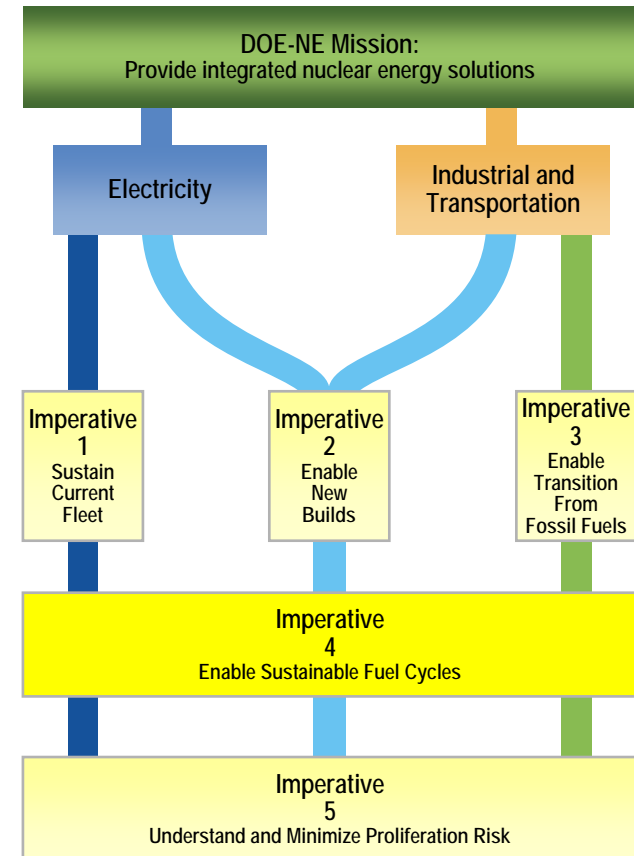 DOE-NE Mission:
Provide integrated nuclear energy solutions
Electricity
Industrial and
Transportation
Imperative
1
Sustain
Current
Fleet
Imperative
2
Enable
New
Builds
Imperative
3
Enable
Transition
From
Fossil Fuels
Imperative
4
Enable Sustainable Fuel Cycles
Imperative
5
Understand and Minimize Proliferation Risk